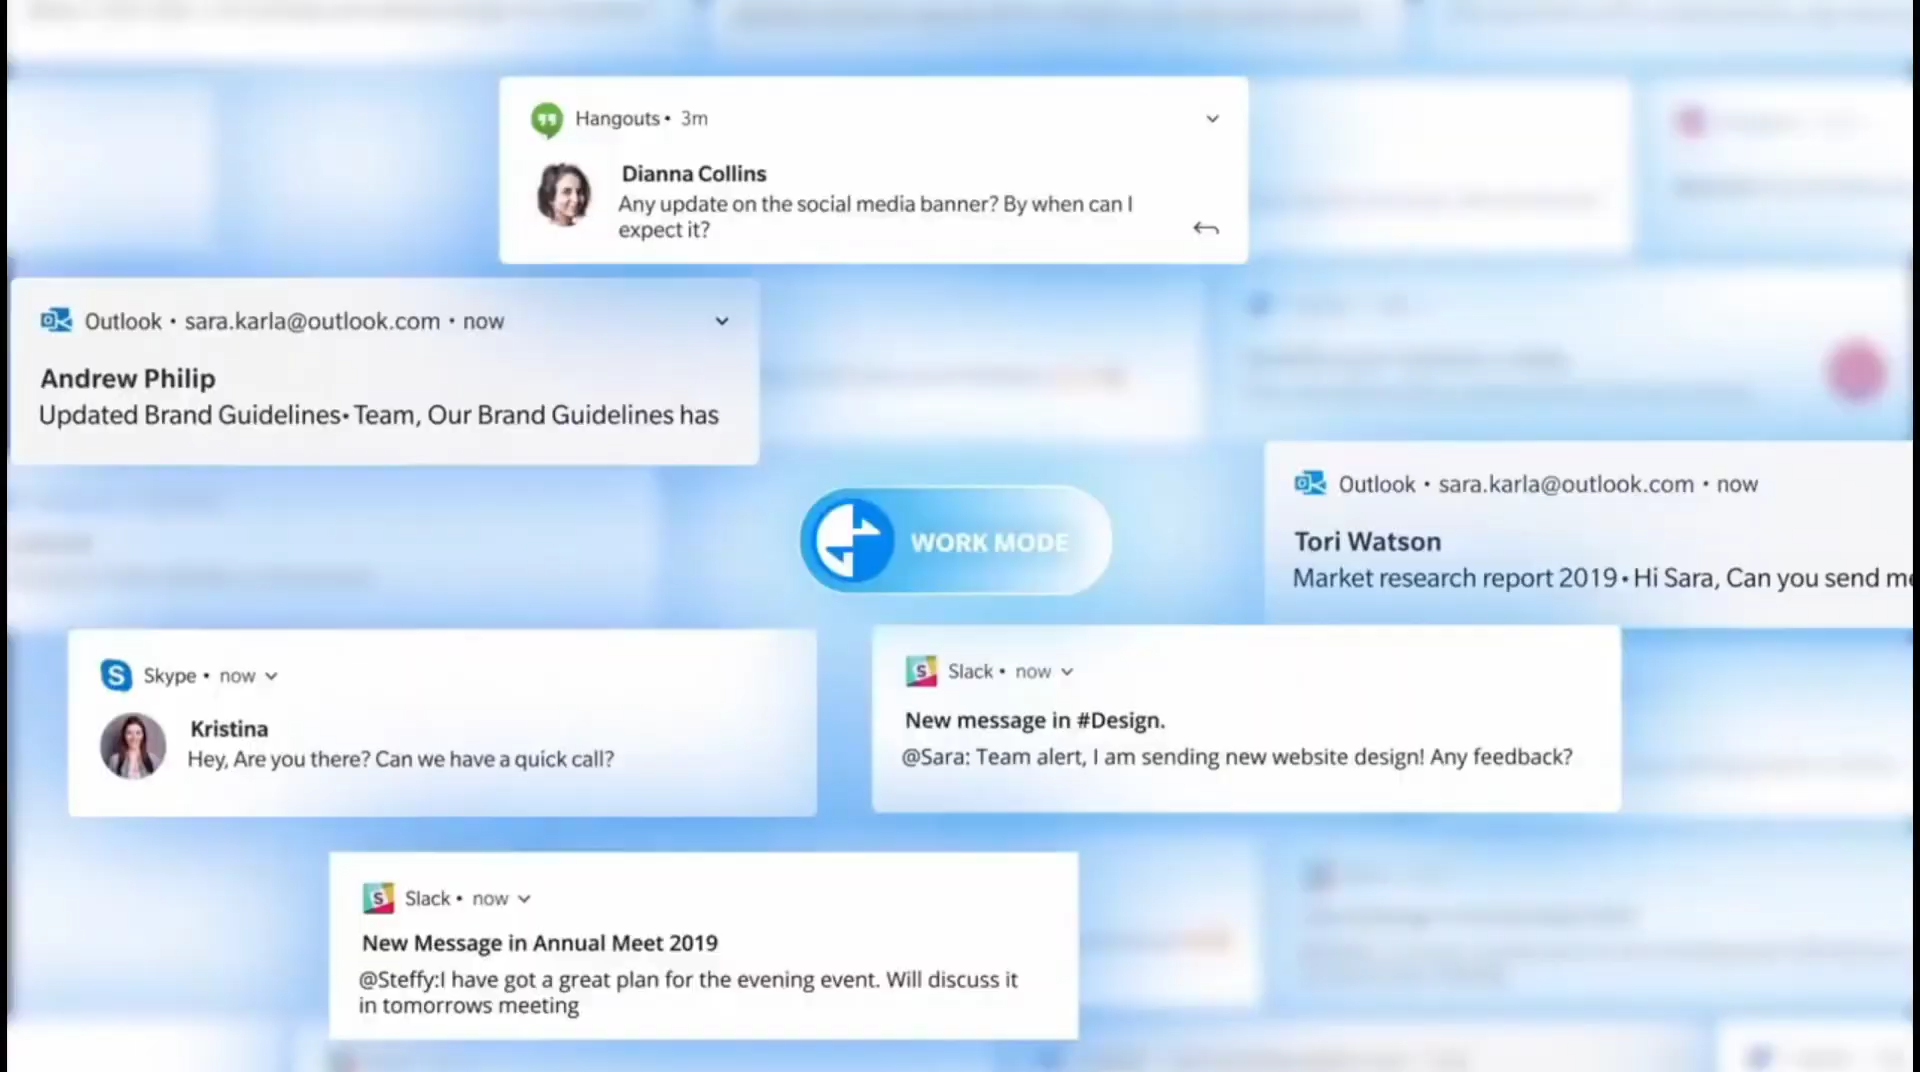 Hangouts • 3m
Dianna Collins
Any update on the social media banner? By when can I
expect it?
Outlook • sara.karla@outlook.com • now
Andrew Philip
Updated Brand Guidelines• Team, Our Brand Guidelines has
WORK MODE
Outlook • sara.karla@outlook.com • now
Tori Watson
Market research report 2019 • Hi Sara, Can you send me
Skype • now
Kristina
Hey, Are you there? Can we have a quick call?
Slack • now
New message in #Design.
@Sara: Team alert, I am sending new website design! Any feedback?
Slack • now
New Message in Annual Meet 2019
@Steffy:I have got a great plan for the evening event. Will discuss it
in tomorrows meeting